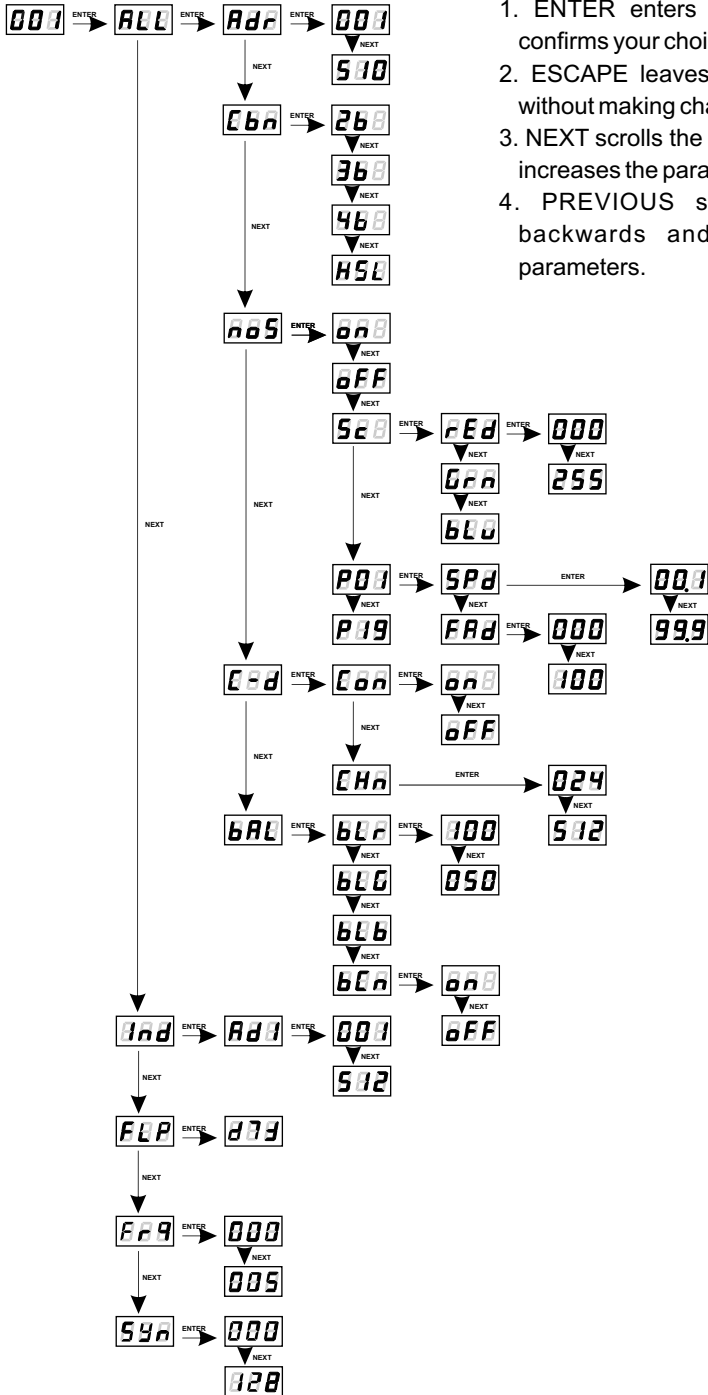 001 ENTER ALL ENTER Adr ENTER 001
NEXT
510
NEXT
Cbn ENTER 2b
NEXT
3b
NEXT
4b
NEXT
HSL
NEXT
noS ENTER on
NEXT
oFF
NEXT
Sc ENTER rEd ENTER 000
NEXT NEXT
Grn 255
NEXT
bLu
NEXT
P01 ENTER SPd ENTER 00.1
NEXT NEXT NEXT
P19 FAd ENTER 000 99.9
NEXT
100
NEXT
C-d ENTER Con ENTER on
NEXT
oFF
NEXT
CHn ENTER 024
NEXT
512
NEXT
bAL ENTER bLr ENTER 100
NEXT NEXT
bLG 050
NEXT
bLb
NEXT
bCn ENTER on
NEXT
oFF
NEXT
Ind ENTER Ad1 ENTER 001
NEXT
512
NEXT
FLP ENTER d7d
NEXT
Frq ENTER 000
NEXT
005
NEXT
SYn ENTER 000
NEXT
128
1. ENTER enters
confirms your choi
2. ESCAPE leaves
without making cha
3. NEXT scrolls the
increases the para
4. PREVIOUS s
backwards and
parameters.